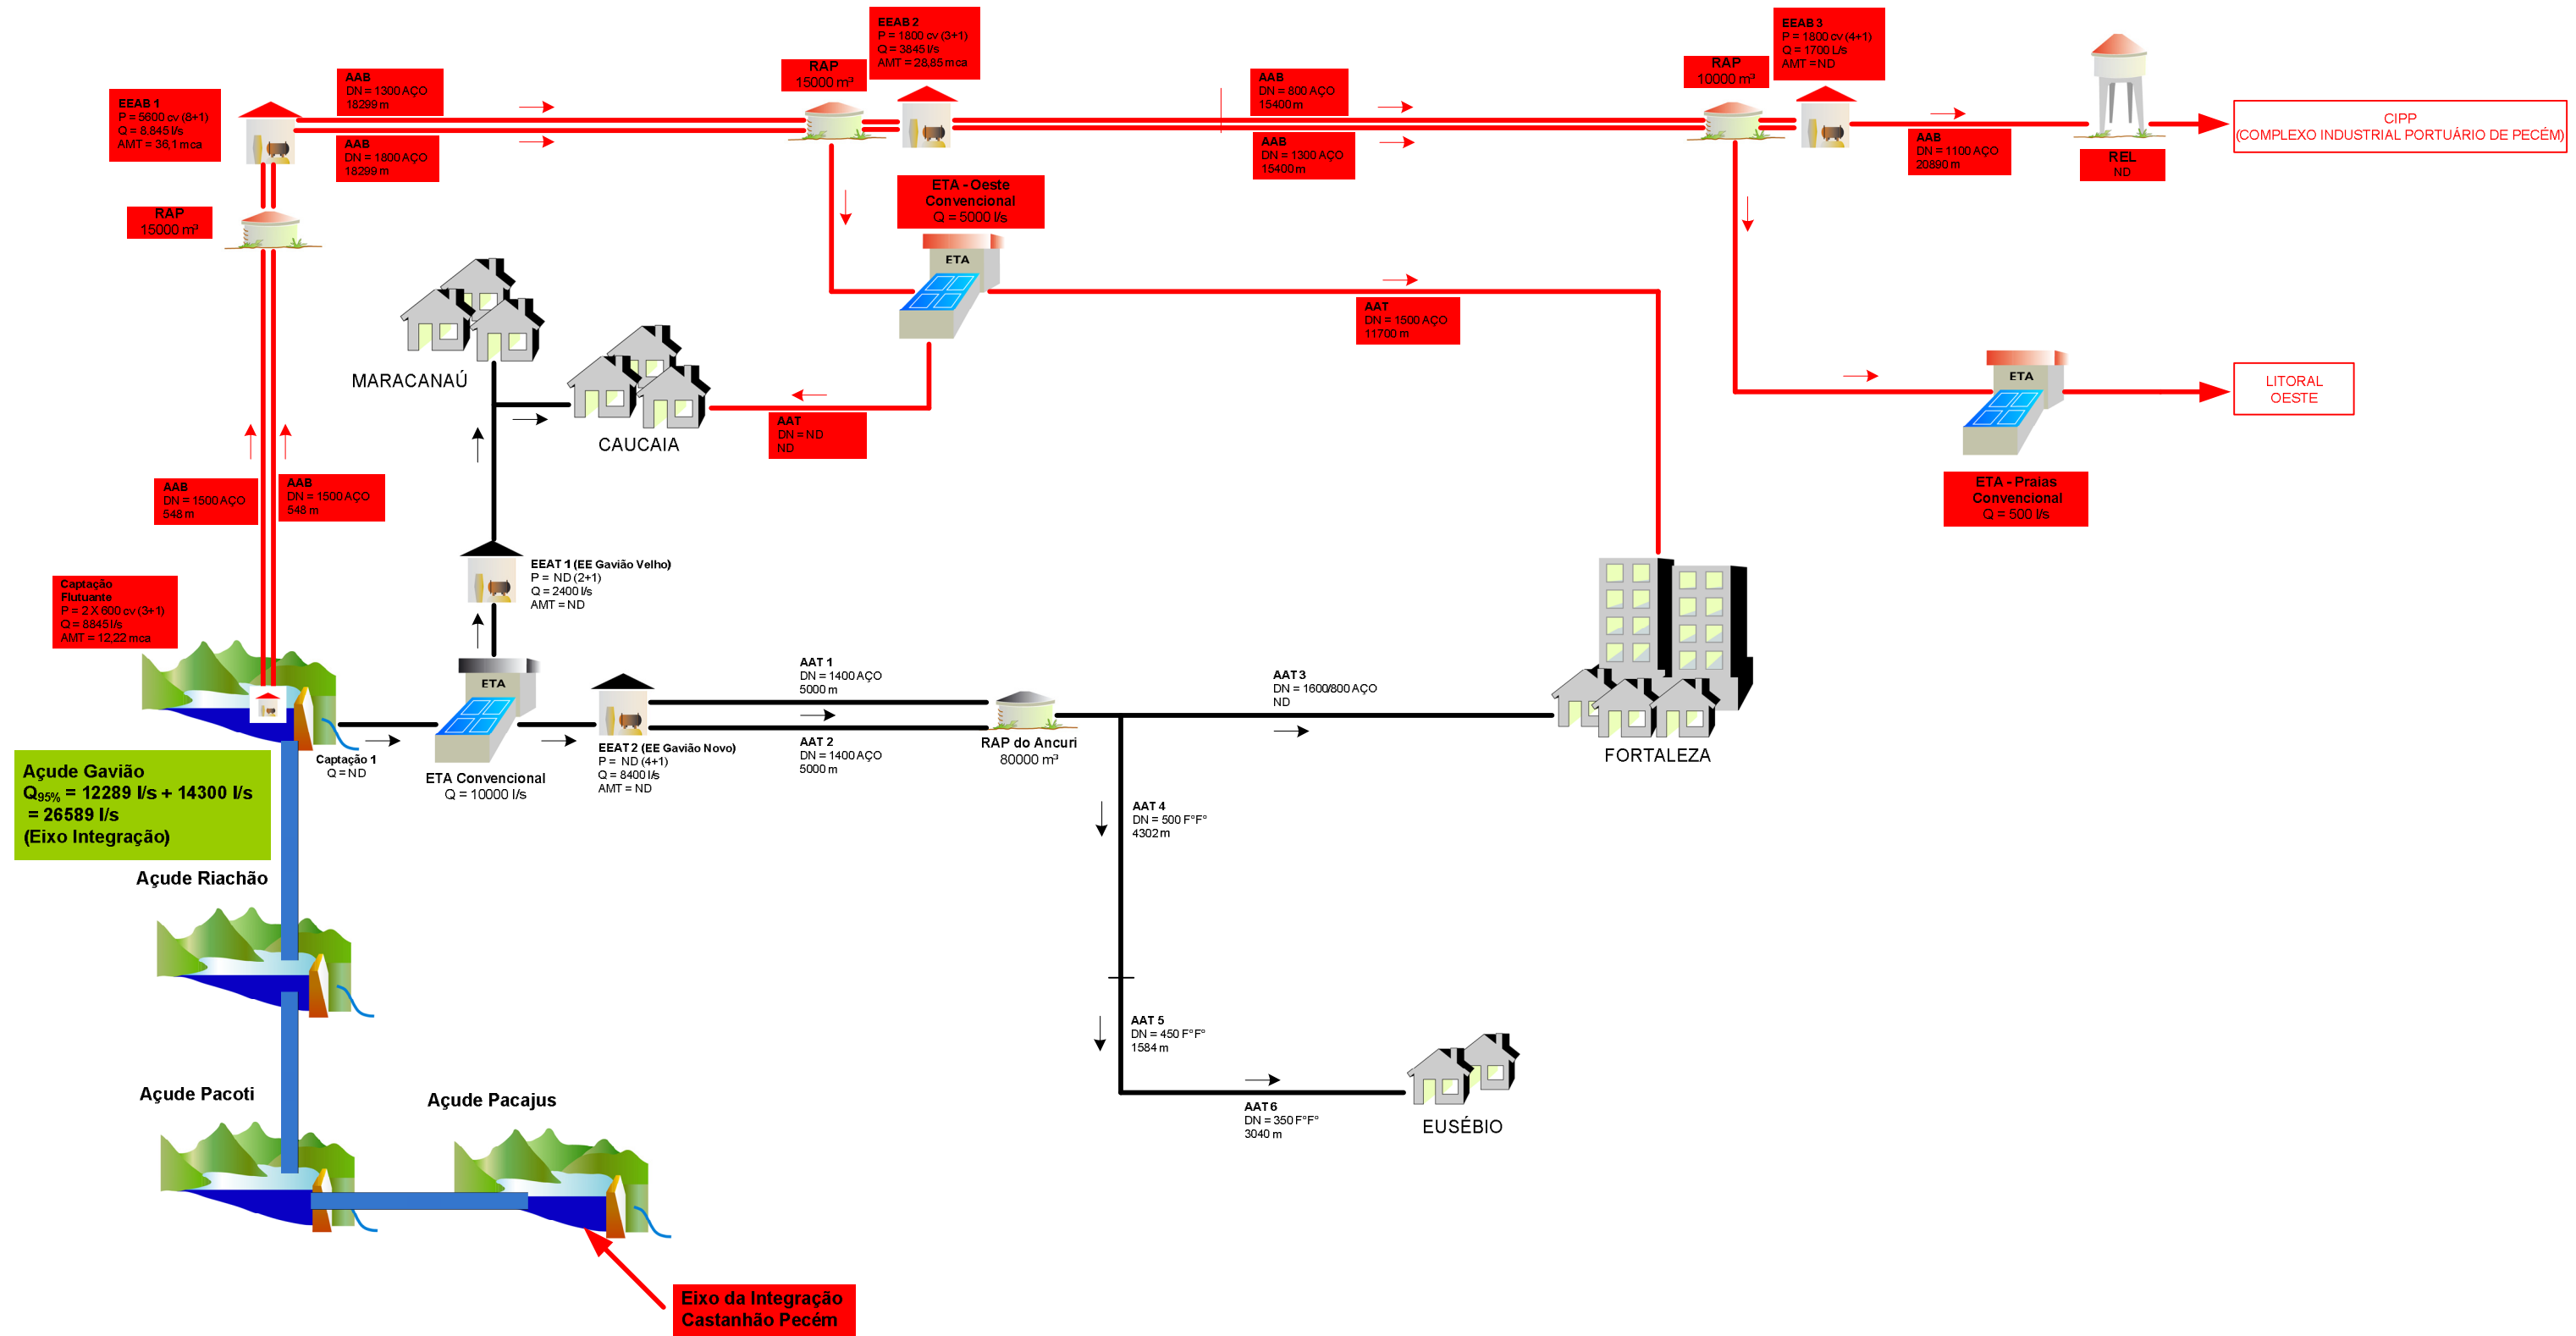 EEAB 1
P = 5600 cv (8+1)
Q = 8.845 l/s
AMT = 36,1 mca
AAB
DN = 1300 AÇO
18299 m
AAB
DN = 1800 AÇO
18299 m
RAP
15000 m³
EEAB 2
P = 1800 cv (3+1)
Q = 3845 l/s
AMT = 28,85 mca
AAB
DN = 800 AÇO
15400 m
AAB
DN = 1300 AÇO
15400 m
RAP
10000 m³
EEAB 3
P = 1800 cv (4+1)
Q = 1700 L/s
AMT = ND
AAB
DN = 1100 AÇO
20890 m
REL
ND
CIPP
(COMPLEXO INDUSTRIAL PORTUÁRIO DE PECÉM)
RAP
15000 m³
ETA - Oeste
Convencional
Q = 5000 l/s
ETA
AAT
DN = 1500 AÇO
11700 m
MARACANAÚ
CAUCAIA
AAT
DN = ND
ND
ETA
LITORAL
OESTE
ETA - Praias
Convencional
Q = 500 l/s
AAB
DN = 1500 AÇO
548 m
AAB
DN = 1500 AÇO
548 m
Captação
Flutuante
P = 2 X 600 cv (3+1)
Q = 8845 l/s
AMT = 12,22 mca
EEAT 1 (EE Gavião Velho)
P = ND (2+1)
Q = 2400 l/s
AMT = ND
ETA
Captação 1
Q = ND
ETA Convencional
Q = 10000 l/s
EEAT 2 (EE Gavião Novo)
P = ND (4+1)
Q = 8400 l/s
AMT = ND
AAT 1
DN = 1400 AÇO
5000 m
AAT 2
DN = 1400 AÇO
5000 m
RAP do Ancuri
80000 m³
AAT 3
DN = 1600/800 AÇO
ND
FORTALEZA
Açude Gavião
Q95% = 12289 l/s + 14300 l/s
= 26589 l/s
(Eixo Integração)
AAT 4
DN = 500 F°F°
4302 m
Açude Riachão
AAT 5
DN = 450 F°F°
1584 m
AAT 6
DN = 350 F°F°
3040 m
EUSÉBIO
Açude Pacoti
Açude Pacajus
Eixo da Integração
Castanhão Pecém